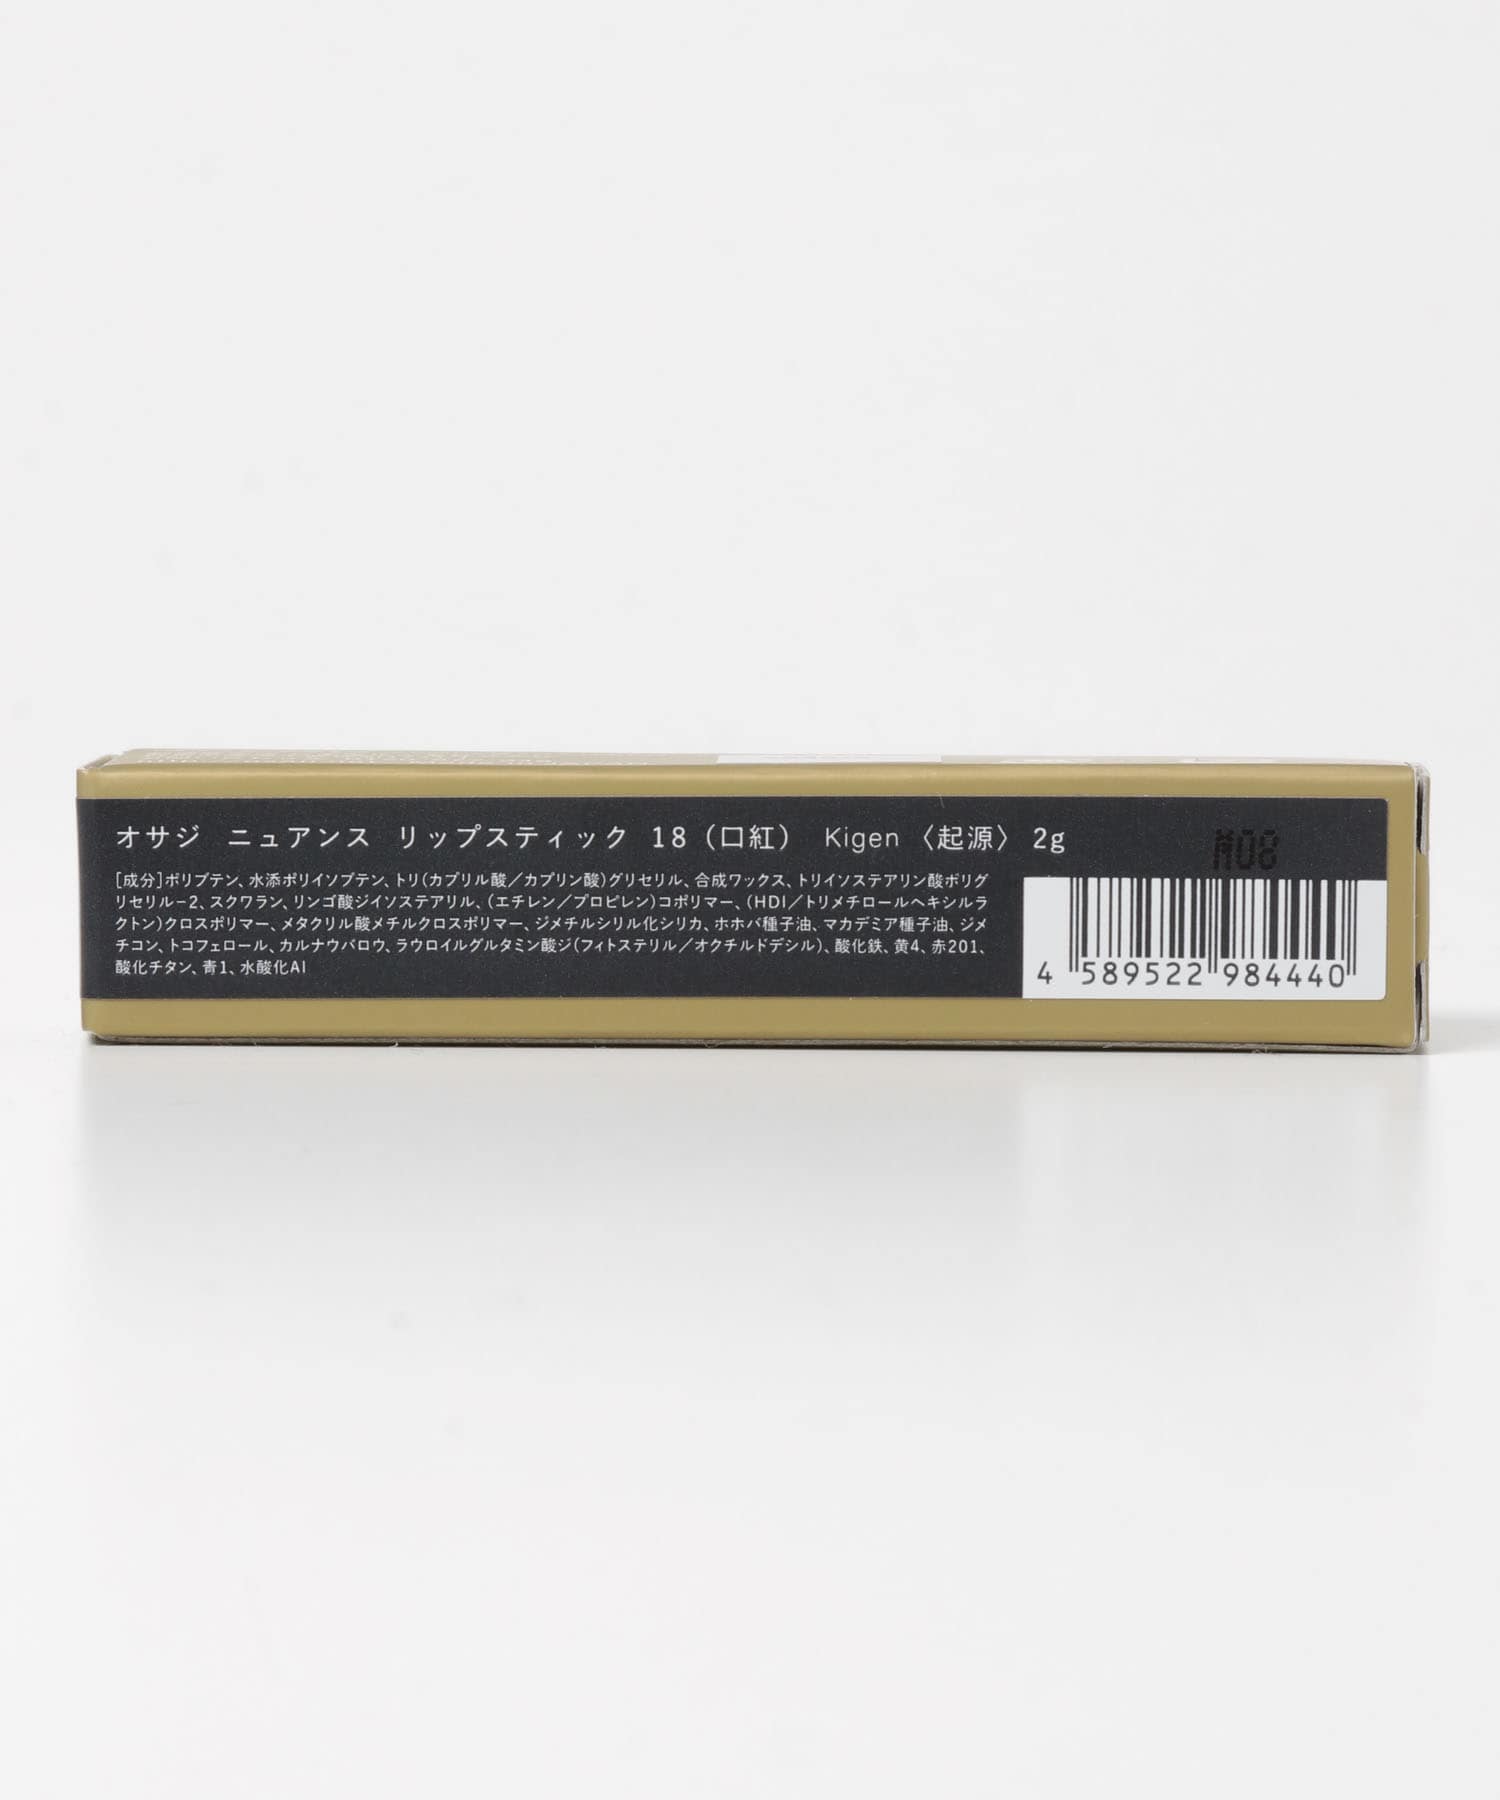 オサジ ニュアンス リップスティック 18（口紅） Kigen〈起源〉2g
[成分]ポリブテン、水添ポリイソブテン、トリ(カプリル酸／カプリン酸)グリセリル、合成ワックス、トリイソステアリン酸ポリグ
リセリル-2、スクワラン、リンゴ酸ジイソステアリル、(エチレン／プロピレン)コポリマー、(HDI／トリメチロールヘキシルラ
クトン)クロスポリマー、メタクリル酸メチルクロスポリマー、ジメチルシリル化シリカ、ホホバ種子油、マカデミア種子油、ジメ
チコン、トコフェロール、カルナウバロウ、ラウロイルグルタミン酸ジ(フィトステリル／オクチルドデシル)、酸化鉄、黄4、赤201、
酸化チタン、青1、水酸化Al
4 589522 984440